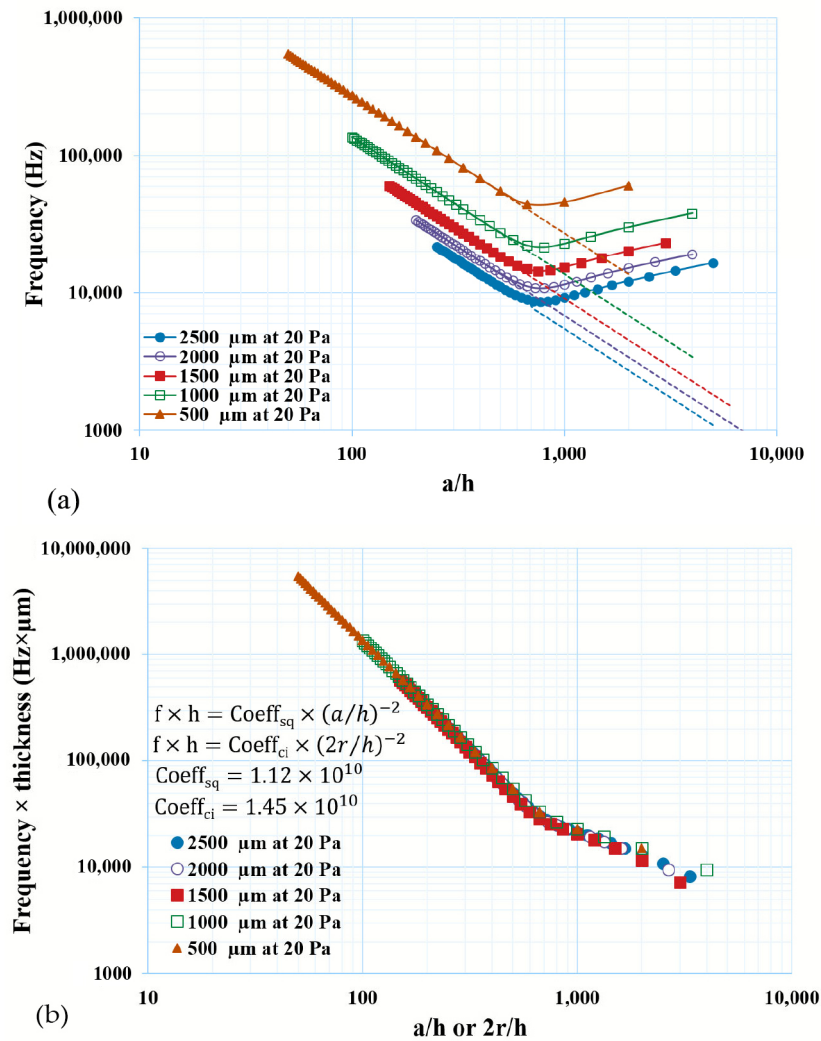 1,000,000
100,000
10,000
1000
Frequency (Hz)
2500 μm at 20 Pa
2000 μm at 20 Pa
1500 μm at 20 Pa
1000 μm at 20 Pa
500 μm at 20 Pa
10 100 1,000 10,000
a/h
(a)
10,000,000
1,000,000
100,000
10,000
1000
Frequency × thickness (Hz×μm)
f × h = Coeff_sq × (a/h)⁻²
f × h = Coeff_ci × (2r/h)⁻²
Coeff_sq = 1.12 × 10¹⁰
Coeff_ci = 1.45 × 10¹⁰
2500 μm at 20 Pa
2000 μm at 20 Pa
1500 μm at 20 Pa
1000 μm at 20 Pa
500 μm at 20 Pa
10 100 1,000 10,000
a/h or 2r/h
(b)